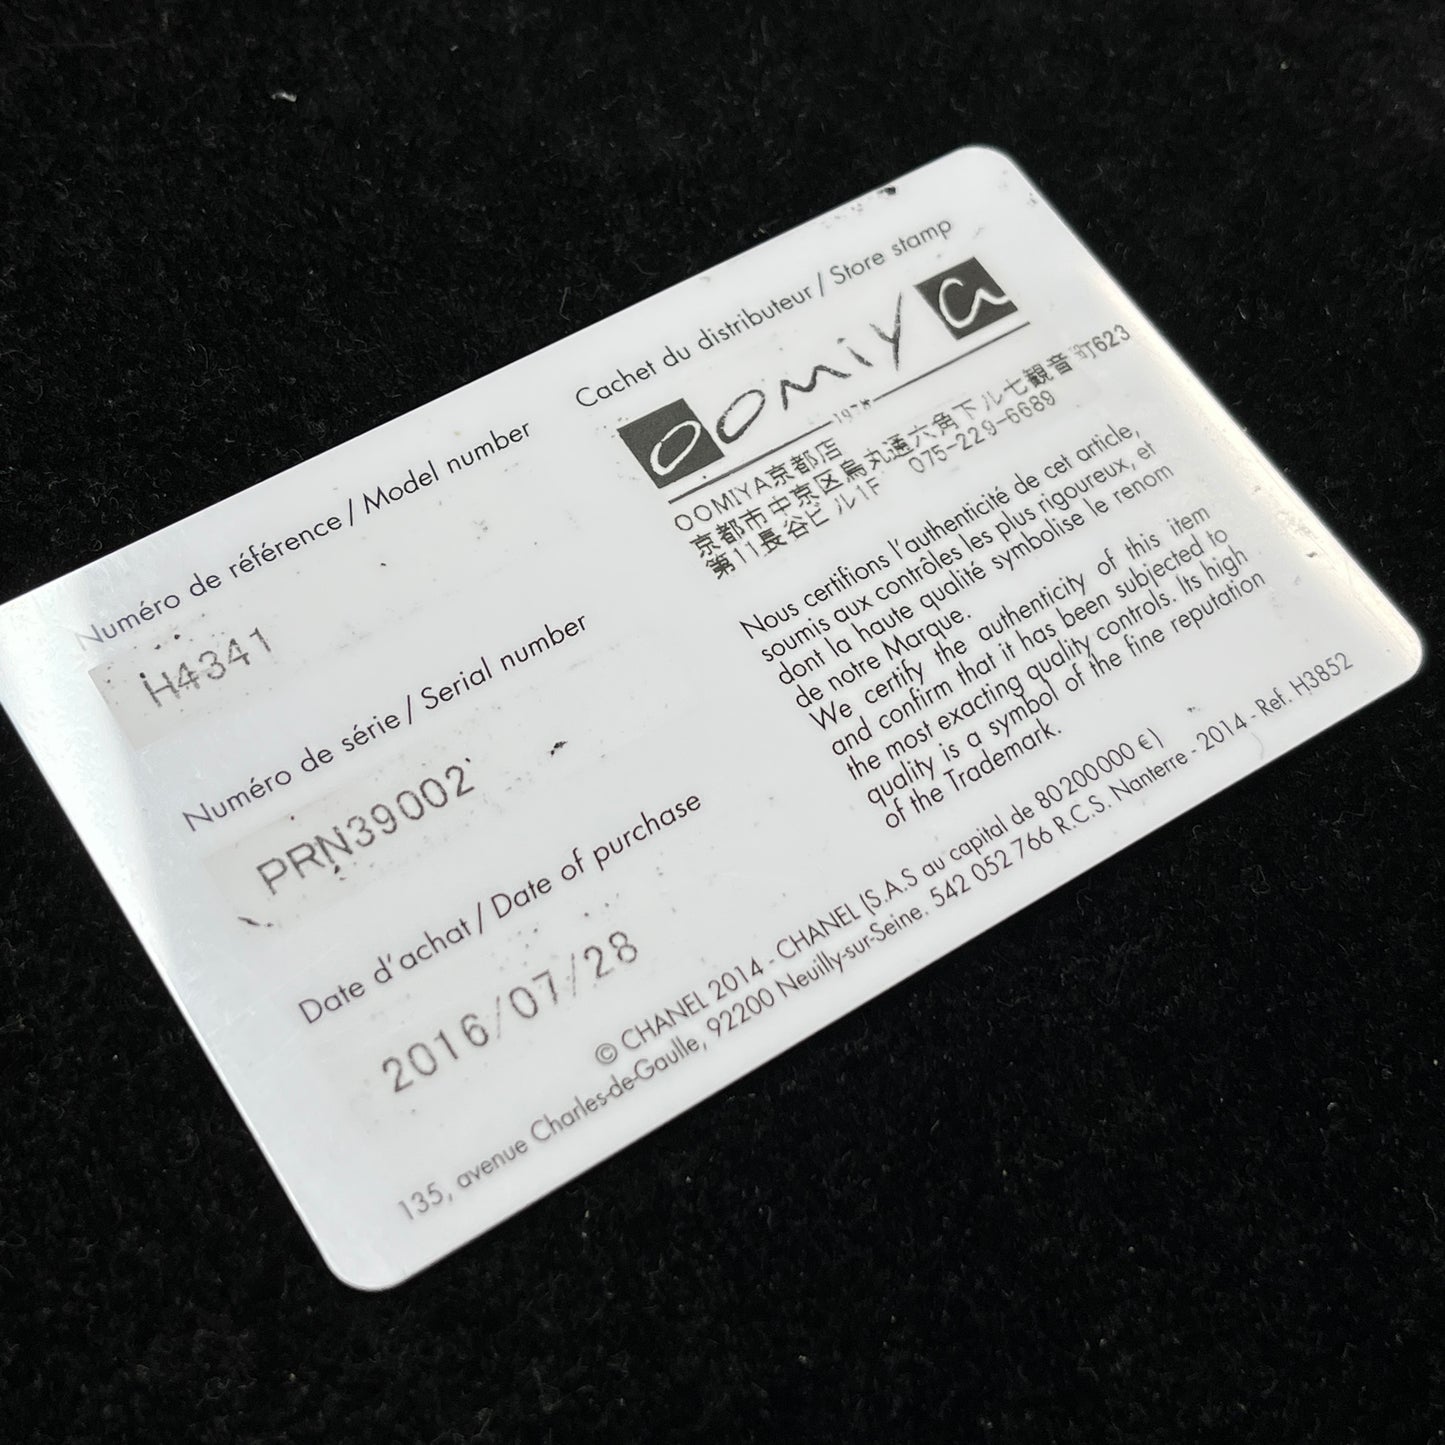 Numéro de référence / Model number
H4341
Numéro de série / Serial number
PRN39002
Date d'achat / Date of purchase
2016/07/28
Cachet du distributeur / Store stamp
oomiya
OOMIYA京都店
京都市中京区烏丸通六角下ル七観音町623
第11長谷ビル1F 075-229-6689
Nous certifions l'authenticité de cet article,
soumis aux contrôles les plus rigoureux, et
dont la haute qualité symbolise le renom
de notre Marque.
We certify the authenticity of this item
and confirm that it has been subjected to
the most exacting quality controls. Its high
quality is a symbol of the fine reputation
of the Trademark.
© CHANEL 2014 - CHANEL (S.A.S au capital de 80200000 €)
135, avenue Charles-de-Gaulle, 92200 Neuilly-sur-Seine. 542 052 766 R.C.S. Nanterre - 2014 - Ref. H3852